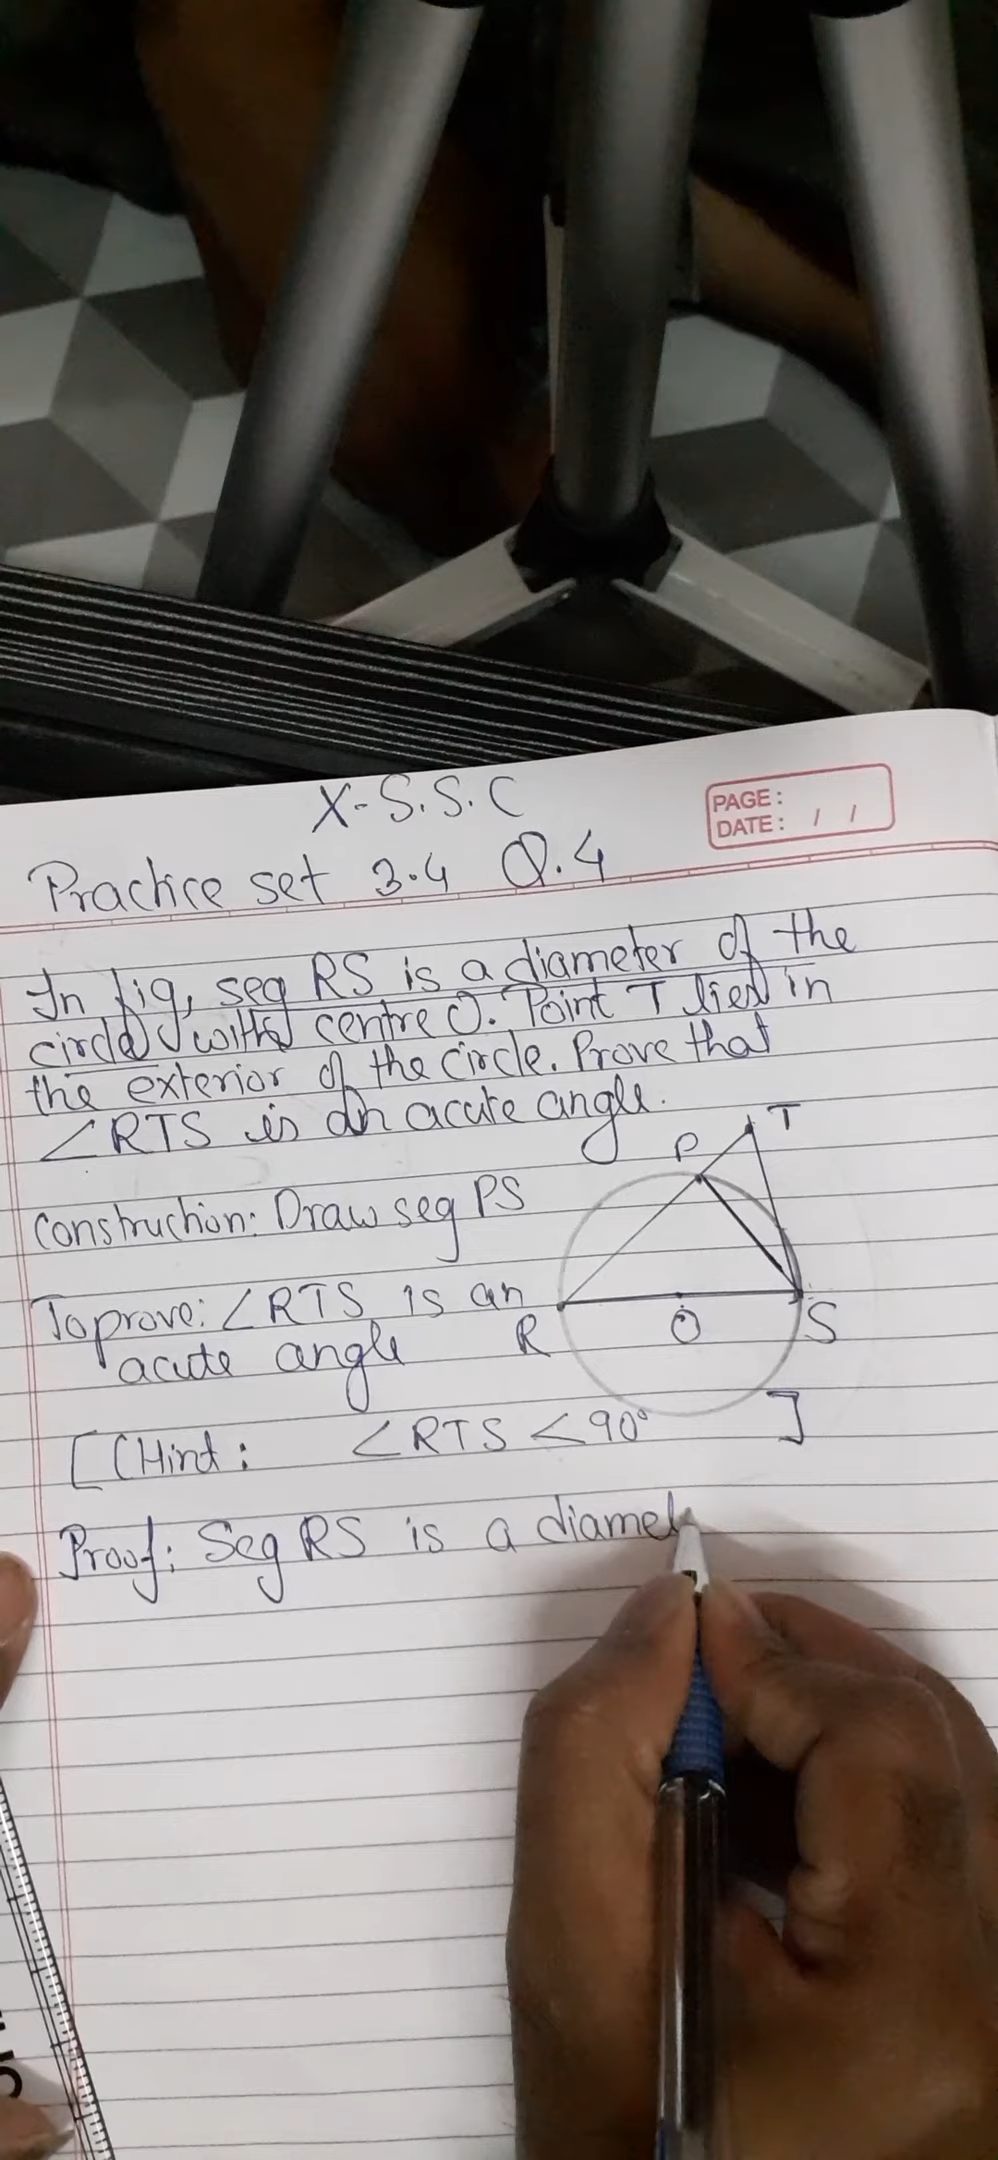 X-S.S.C
PAGE:
DATE: / /
Practice set 3.4 Q.4
In fig, seg RS is a diameter of the
circle with centre O. Point T lies in
the exterior of the circle. Prove that
∠RTS is an acute angle.
T
P
Construction: Draw seg PS
To prove: ∠RTS is an
acute angle
R
O
S
[(Hint: ∠RTS < 90° ]
Proof: Seg RS is a diamet